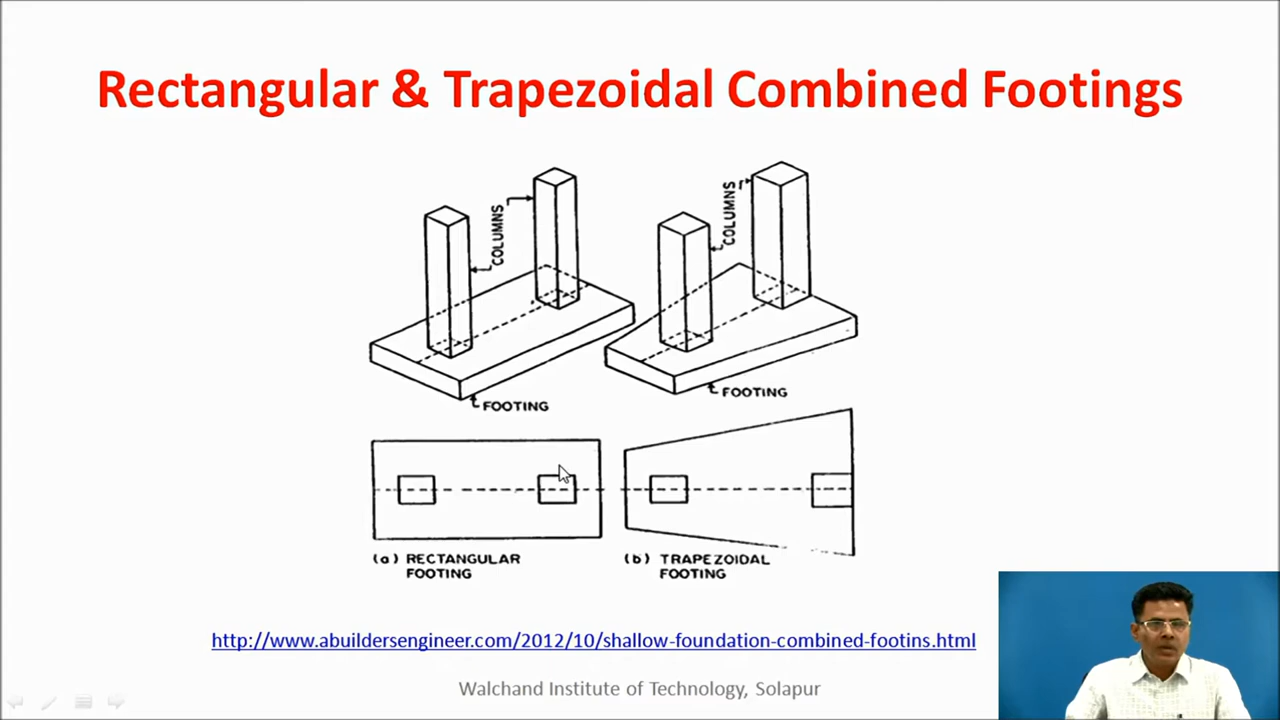 Rectangular & Trapezoidal Combined Footings
COLUMNS
COLUMNS
FOOTING
FOOTING
(a) RECTANGULAR
FOOTING
(b) TRAPEZOIDAL
FOOTING
http://www.abuildersengineer.com/2012/10/shallow-foundation-combined-footins.html
Walchand Institute of Technology, Solapur